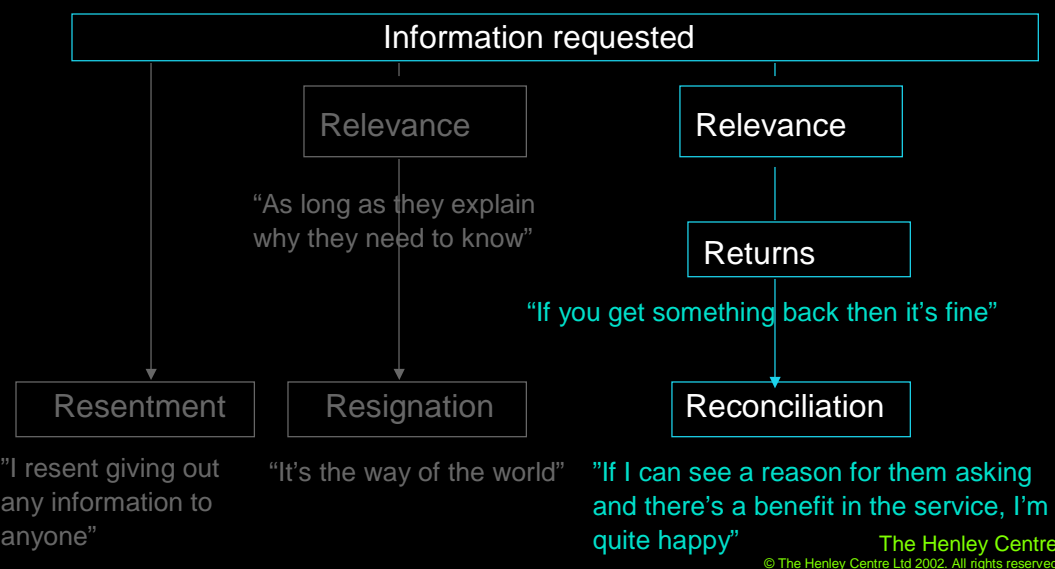 Information requested
Relevance
Relevance
“As long as they explain
why they need to know”
Returns
“If you get something back then it’s fine”
Resentment
Resignation
Reconciliation
”I resent giving out
any information to
anyone”
“It’s the way of the world”
”If I can see a reason for them asking
and there’s a benefit in the service, I’m
quite happy”
The Henley Centre
© The Henley Centre Ltd 2002. All rights reserved